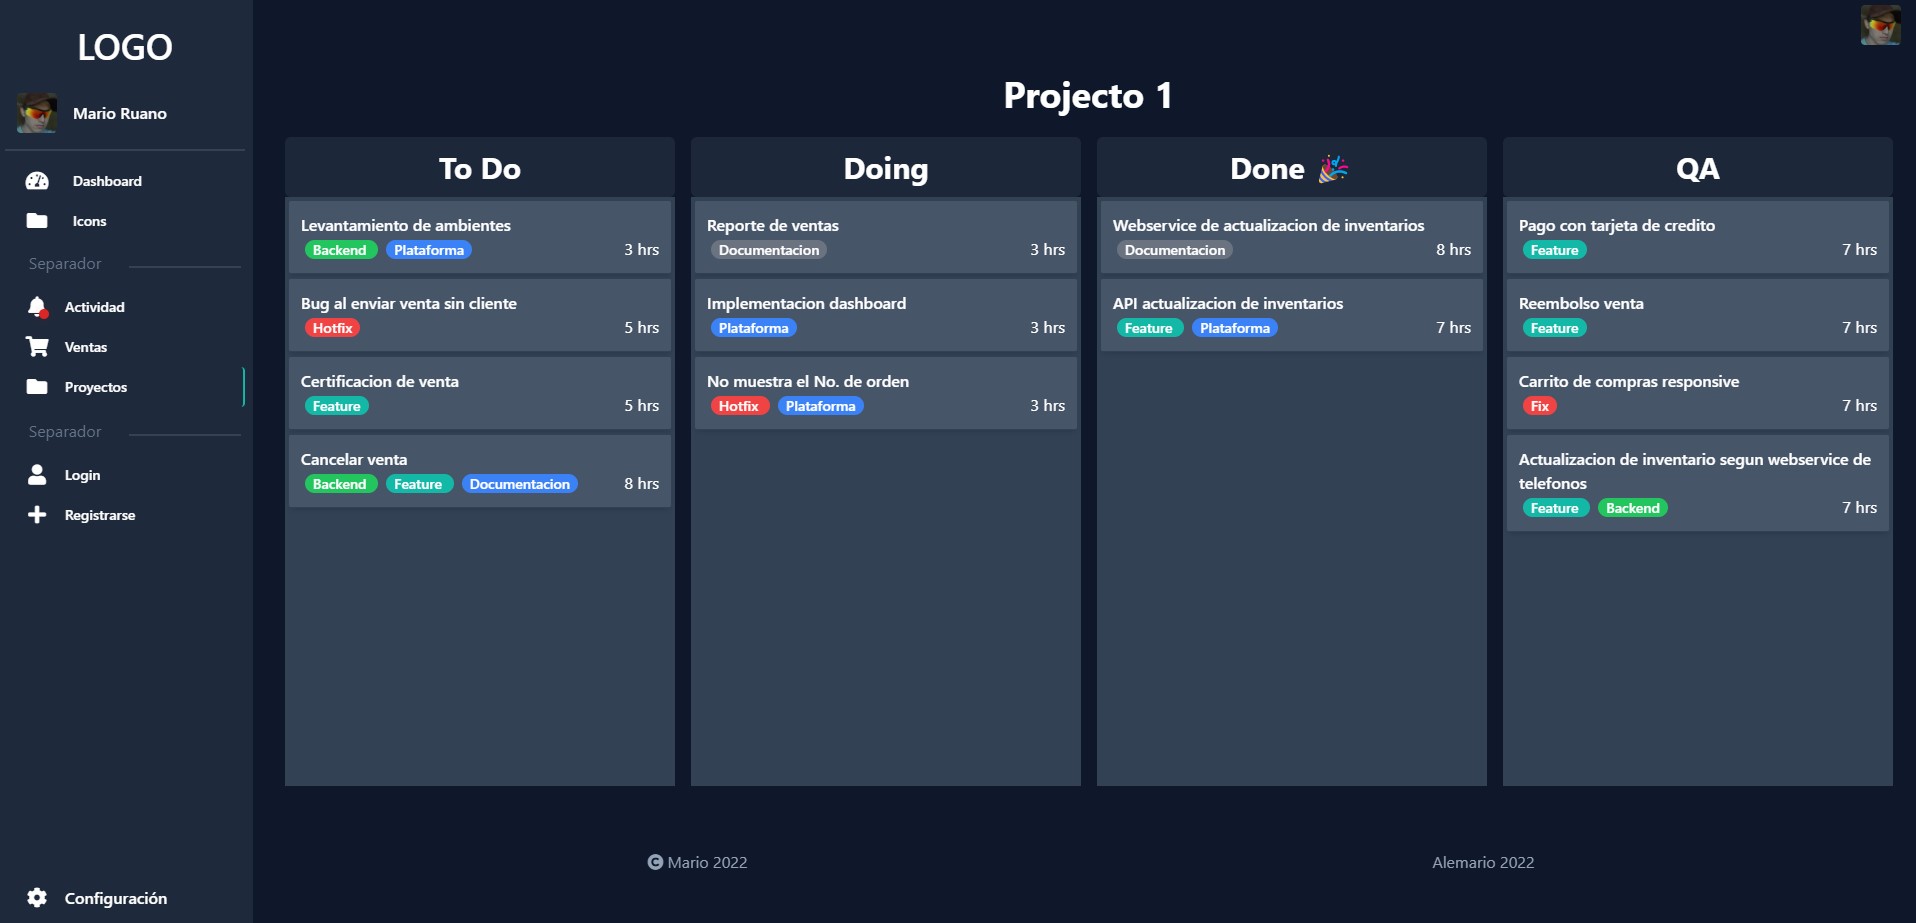 LOGO
Mario Ruano
Dashboard
Icons
Separador
Actividad
Ventas
Proyectos
Separador
Login
Registrarse
Configuración
Projecto 1
To Do
Levantamiento de ambientes
Backend Plataforma 3 hrs
Bug al enviar venta sin cliente
Hotfix 5 hrs
Certificacion de venta
Feature 5 hrs
Cancelar venta
Backend Feature Documentacion 8 hrs
Doing
Reporte de ventas
Documentacion 3 hrs
Implementacion dashboard
Plataforma 3 hrs
No muestra el No. de orden
Hotfix Plataforma 3 hrs
Done 🎉
Webservice de actualizacion de inventarios
Documentacion 8 hrs
API actualizacion de inventarios
Feature Plataforma 7 hrs
QA
Pago con tarjeta de credito
Feature 7 hrs
Reembolso venta
Feature 7 hrs
Carrito de compras responsive
Fix 7 hrs
Actualizacion de inventario segun webservice de
telefonos
Feature Backend 7 hrs
© Mario 2022
Alemario 2022